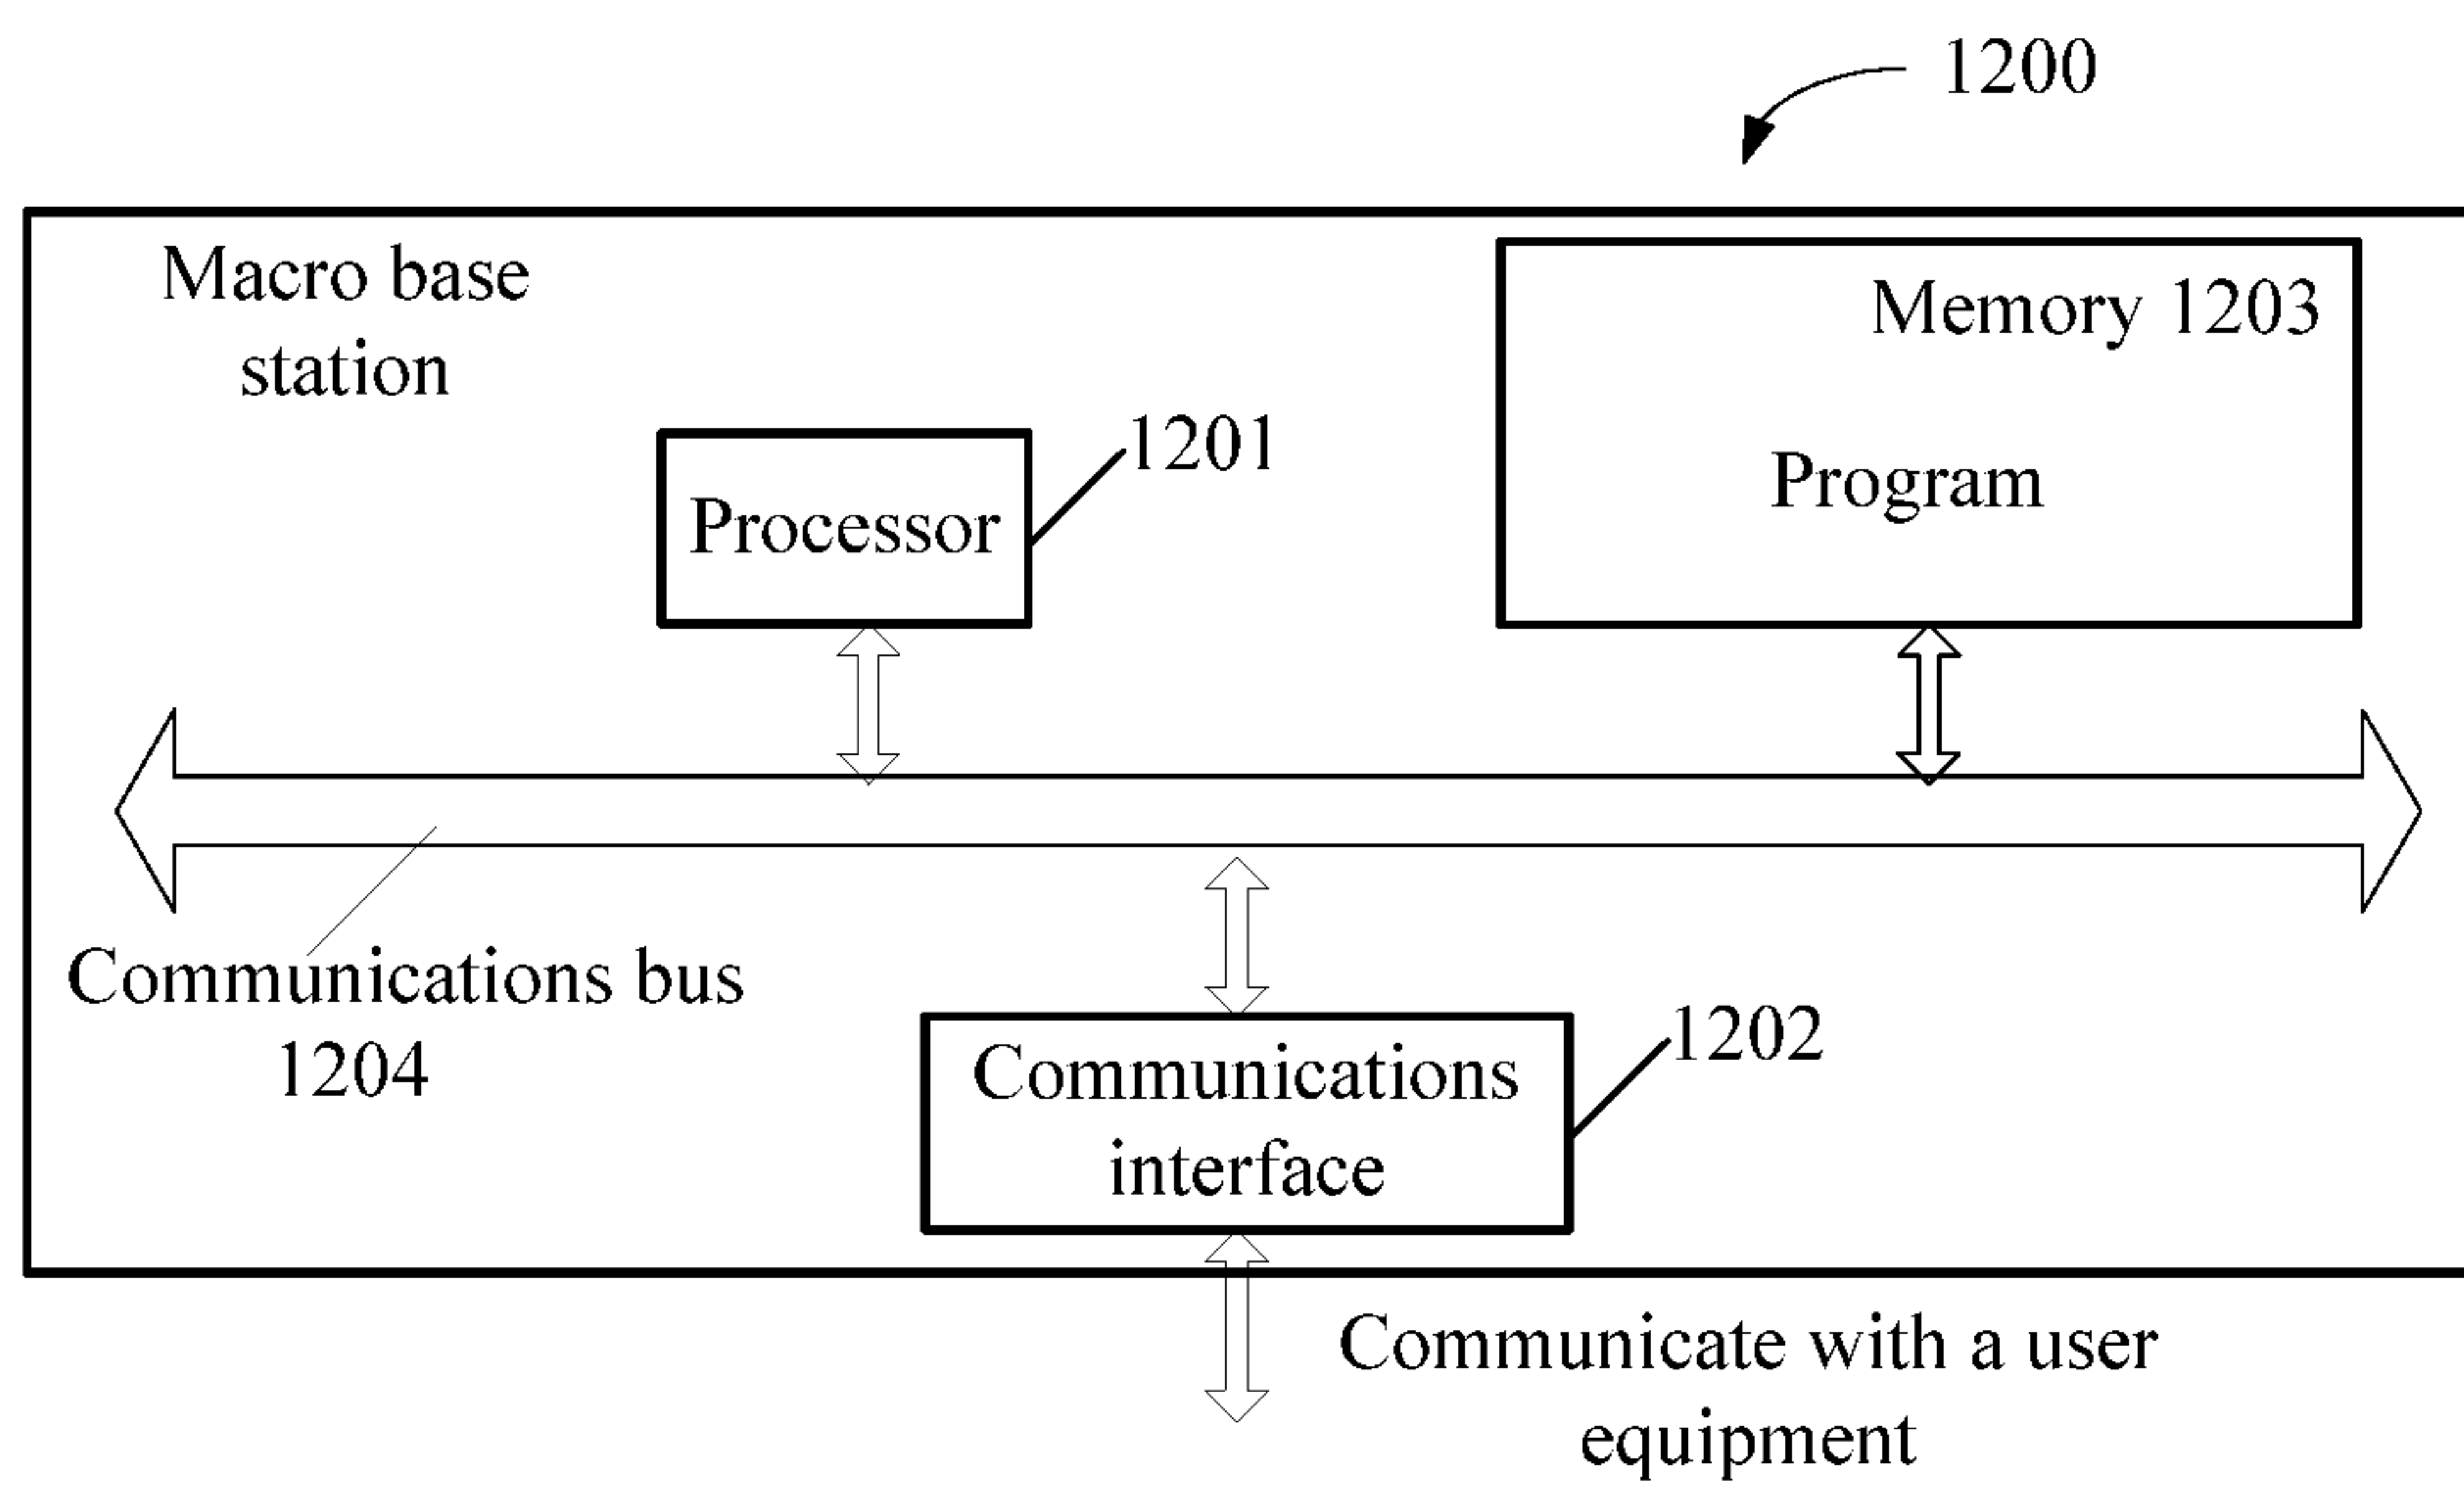 1200
Macro base
station
Memory 1203
Program
1201
Processor
Communications bus
1204
1202
Communications
interface
Communicate with a user
equipment